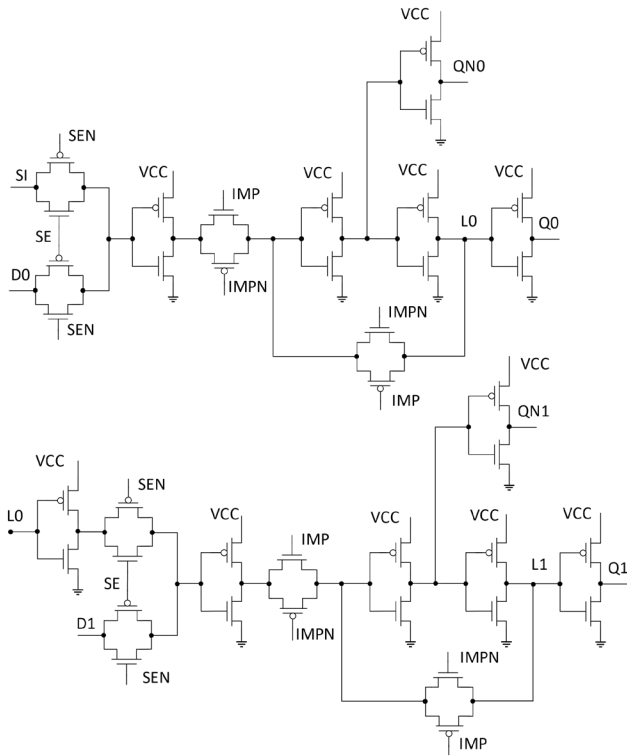 VCC
QN0
SEN
SI
VCC
VCC
VCC
VCC
IMP
L0
Q0
SE
D0
IMPN
SEN
IMPN
IMP
VCC
QN1
VCC
SEN
L0
VCC
VCC
VCC
VCC
IMP
L1
Q1
SE
D1
IMPN
SEN
IMPN
IMP